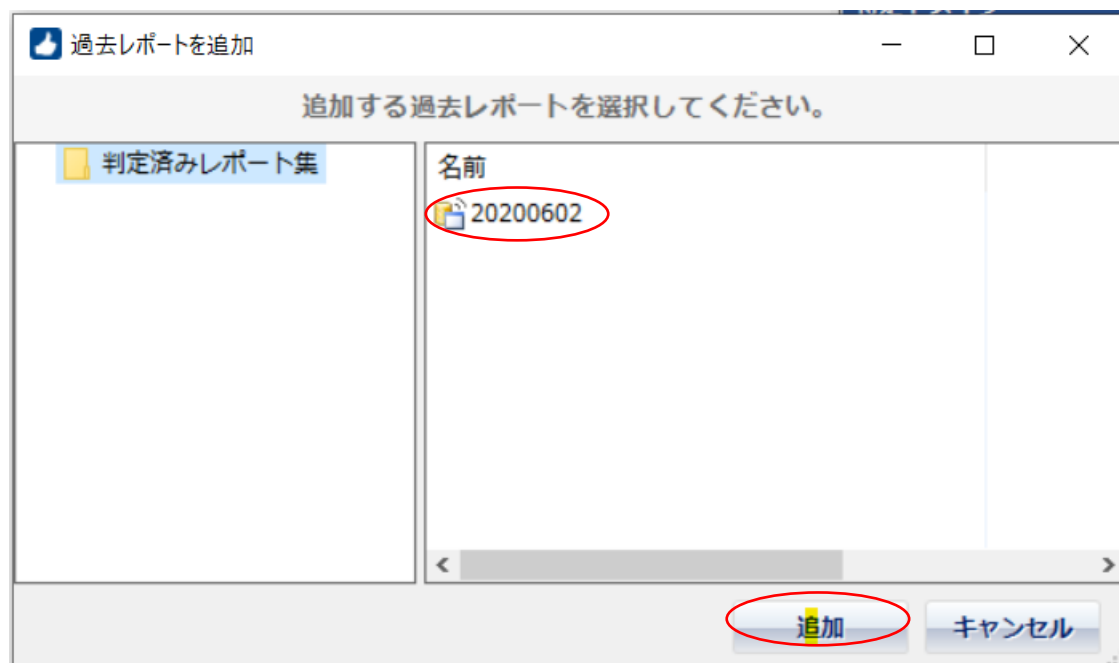 過去レポートを追加
追加する過去レポートを選択してください。
判定済みレポート集
名前
20200602
追加
キャンセル